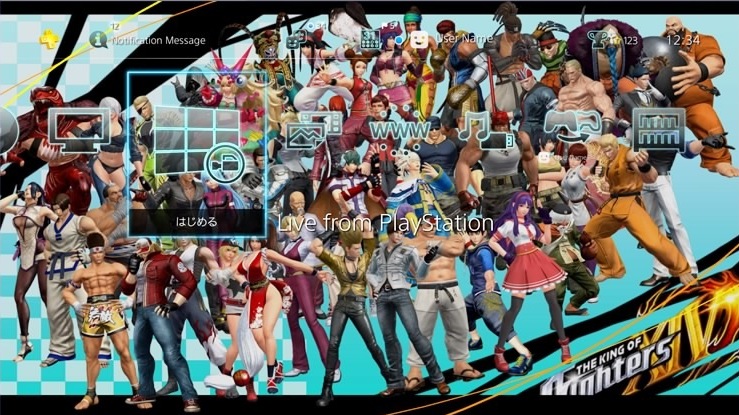 12
Notification Message
User Name
123
12:34
www
はじめる
Live from PlayStation
THE KING OF
Fighters
XIV